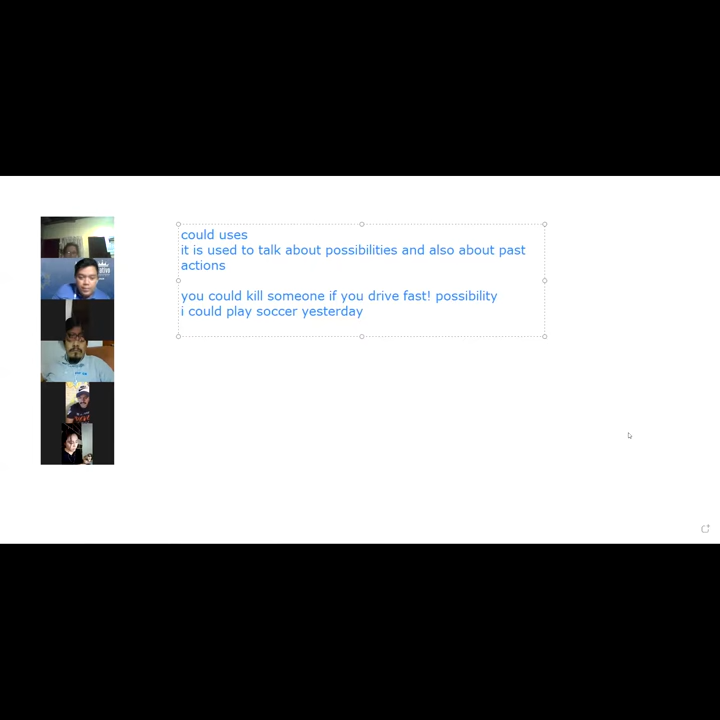 could uses
it is used to talk about possibilities and also about past
actions
you could kill someone if you drive fast! possibility
i could play soccer yesterday